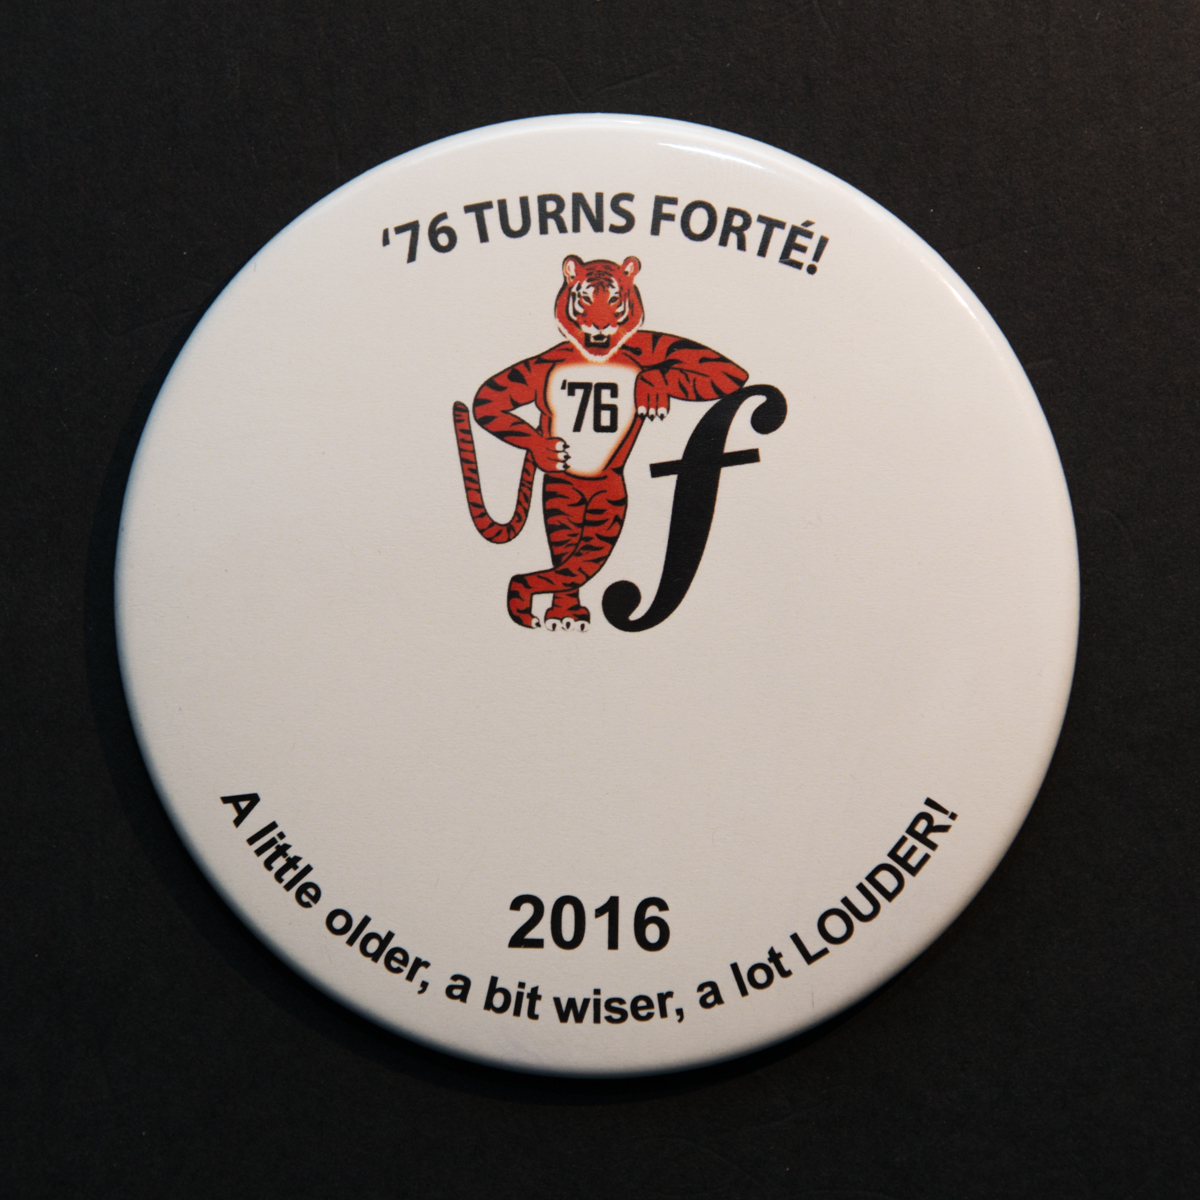 ‘76 TURNS FORTÉ!
‘76
f
2016
A little older, a bit wiser, a lot LOUDER!